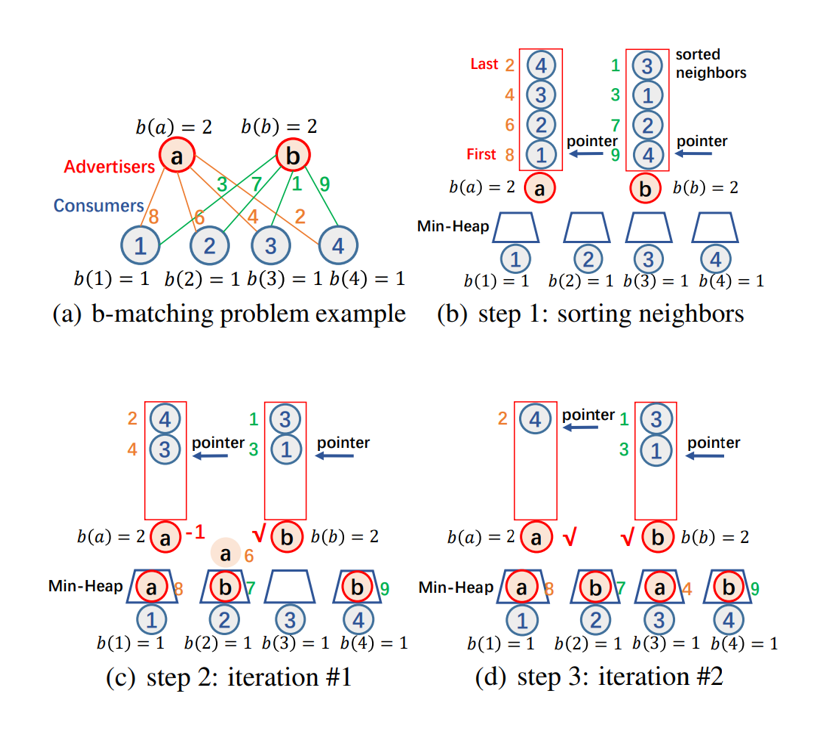 b(a) = 2 b(b) = 2
a b
Advertisers
3 7 1 9
Consumers
8 6 4 2
1 2 3 4
b(1) = 1 b(2) = 1 b(3) = 1 b(4) = 1
(a) b-matching problem example
Last 2 4 1 3 sorted
neighbors
4 3 3 1
6 2 7 2
pointer pointer
First 8 1 9 4
b(a) = 2 a b b(b) = 2
Min-Heap
1 2 3 4
b(1) = 1 b(2) = 1 b(3) = 1 b(4) = 1
(b) step 1: sorting neighbors
2 4 1 3
4 3 pointer 3 1 pointer
b(a) = 2 a -1 √ b b(b) = 2
a 6
Min-Heap a 8 b 7 b 9
1 2 3 4
b(1) = 1 b(2) = 1 b(3) = 1 b(4) = 1
(c) step 2: iteration #1
2 4 pointer 1 3
3 1 pointer
b(a) = 2 a √ √ b b(b) = 2
Min-Heap a 8 b 7 a 4 b 9
1 2 3 4
b(1) = 1 b(2) = 1 b(3) = 1 b(4) = 1
(d) step 3: iteration #2